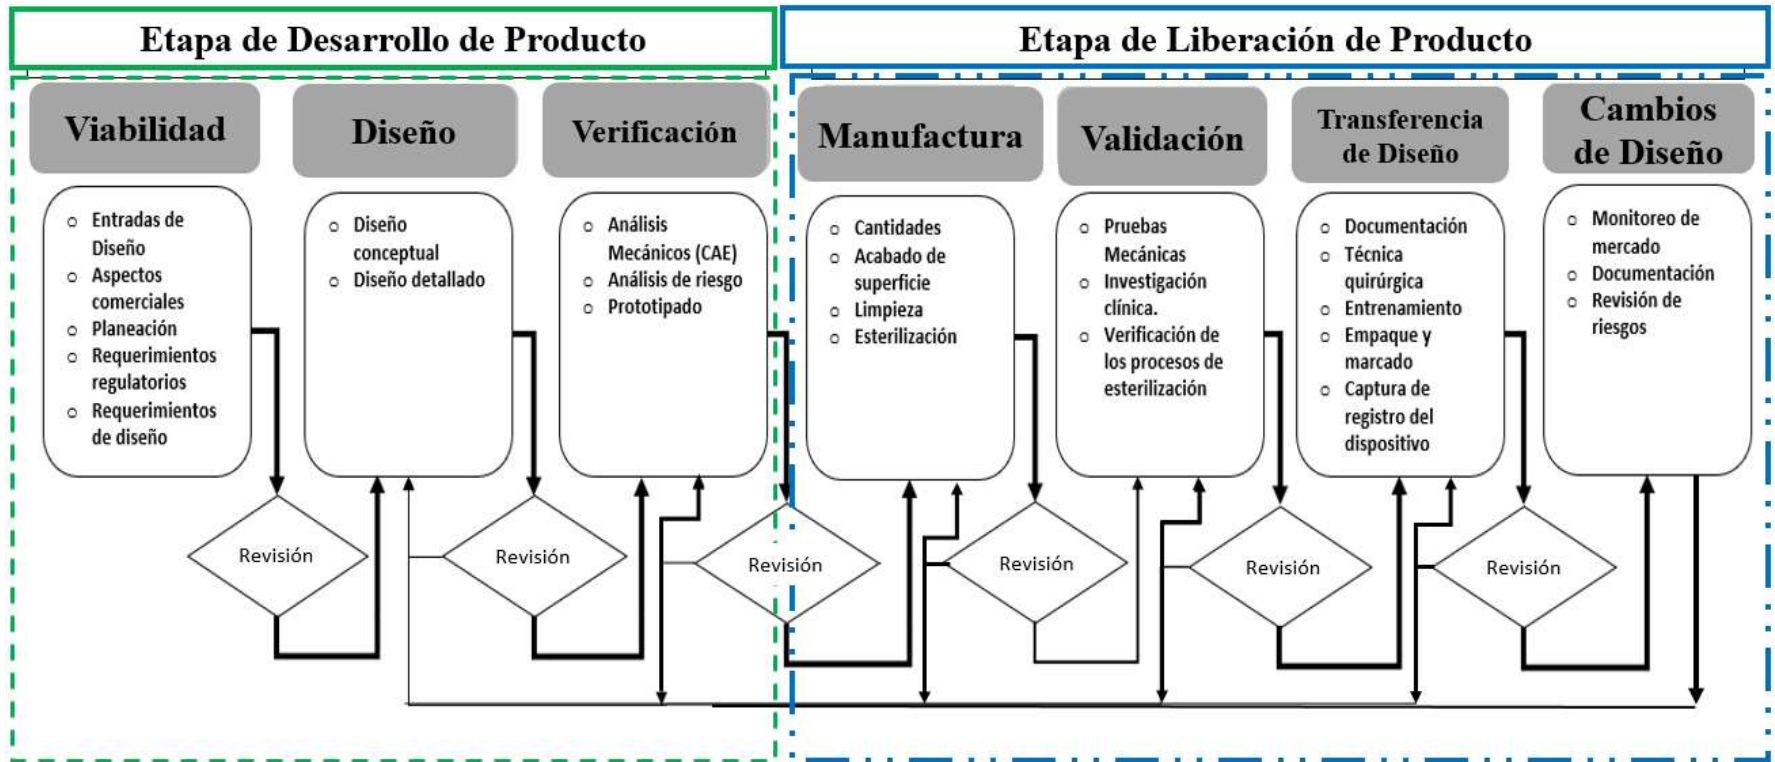 Etapa de Desarrollo de Producto
Etapa de Liberación de Producto
Viabilidad
Diseño
Verificación
Manufactura
Validación
Transferencia
de Diseño
Cambios
de Diseño
Entradas de
Diseño
Aspectos
comerciales
Planeación
Requerimientos
regulatorios
Requerimientos
de diseño
Diseño
conceptual
Diseño detallado
Análisis
Mecánicos (CAE)
Análisis de riesgo
Prototipado
Cantidades
Acabado de
superficie
Limpieza
Esterilización
Pruebas
Mecánicas
Investigación
clínica.
Verificación de
los procesos de
esterilización
Documentación
Técnica
quirúrgica
Entrenamiento
Empaque y
marcado
Captura de
registro del
dispositivo
Monitoreo de
mercado
Documentación
Revisión de
riesgos
Revisión
Revisión
Revisión
Revisión
Revisión
Revisión